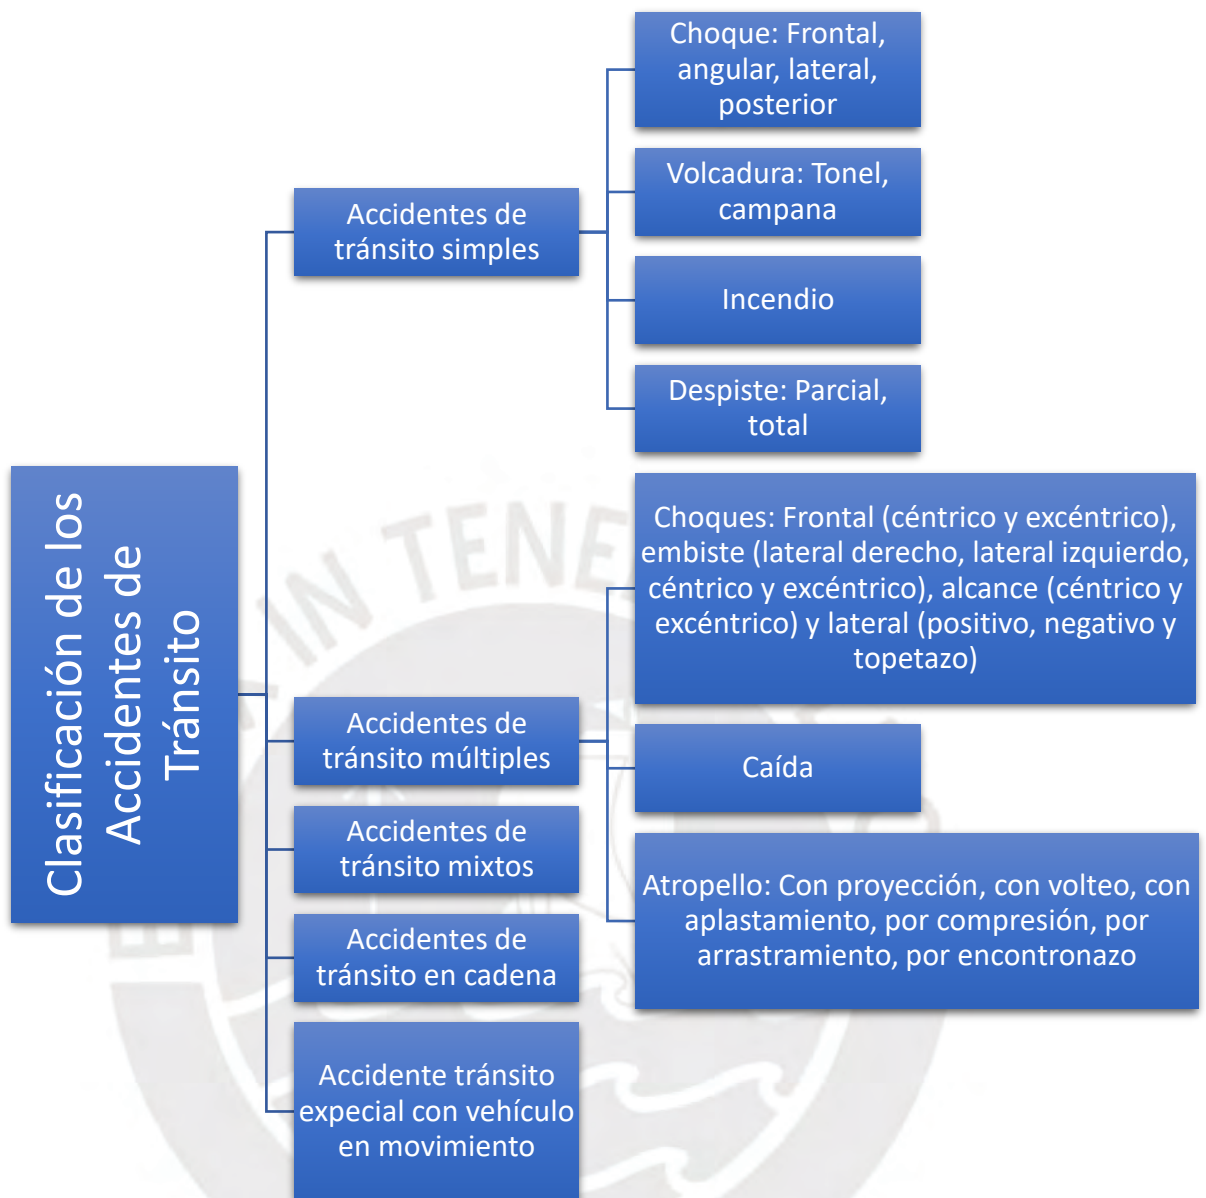 Clasificación de los
Accidentes de
Tránsito
Accidentes de
tránsito simples
Choque: Frontal,
angular, lateral,
posterior
Volcadura: Tonel,
campana
Incendio
Despiste: Parcial,
total
Accidentes de
tránsito múltiples
Choques: Frontal (céntrico y excéntrico),
embiste (lateral derecho, lateral izquierdo,
céntrico y excéntrico), alcance (céntrico y
excéntrico) y lateral (positivo, negativo y
topetazo)
Caída
Atropello: Con proyección, con volteo, con
aplastamiento, por compresión, por
arrastramiento, por encontronazo
Accidentes de
tránsito mixtos
Accidentes de
tránsito en cadena
Accidente tránsito
expecial con vehículo
en movimiento
IN TENE